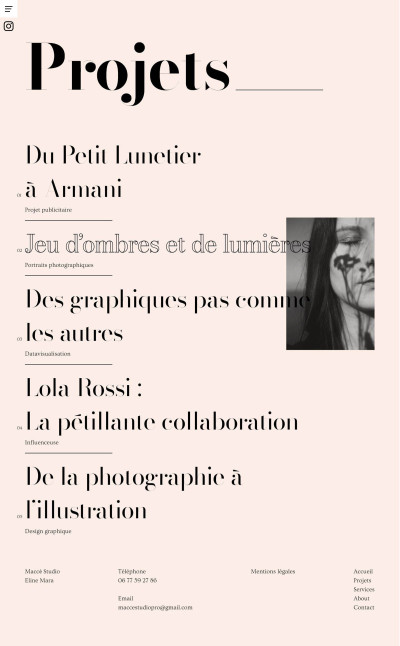 Projets
Du Petit Lunetier
01 à Armani
Projet publicitaire
02 Jeu d'ombres et de lumières
Portraits photographiques
Des graphiques pas comme
03 les autres
Datavisualisation
Lola Rossi :
04 La pétillante collaboration
Influenceuse
De la photographie à
05 l'illustration
Design graphique
Maccé Studio
Eline Mara
Téléphone
06 77 59 27 86
Email
maccestudiopro@gmail.com
Mentions légales
Accueil
Projets
Services
About
Contact